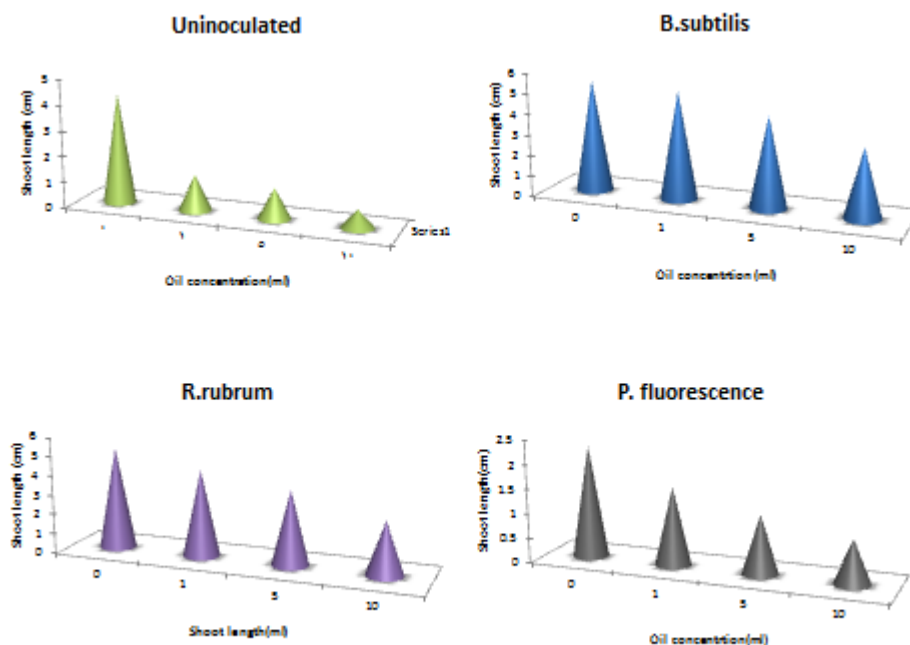 Uninoculated
Shoot length (cm)
5
4
3
2
1
0
Series1
Oil concentration(ml)
B.subtilis
Shoot length (cm)
6
5
4
3
2
1
0
0
1
5
10
Oil concentrtion(ml)
R.rubrum
Shoot length (cm)
6
5
4
3
2
1
0
0
1
5
10
Shoot length(ml)
P. fluorescence
Shoot length(cm)
2.5
2
1.5
1
0.5
0
0
1
5
10
Oil concentrtion(ml)